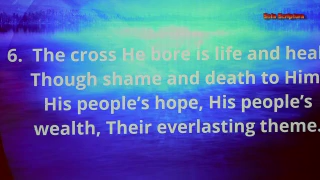 6. The cross He bore is life and heal
Though shame and death to Him
His people's hope, His people's
wealth, Their everlasting theme.